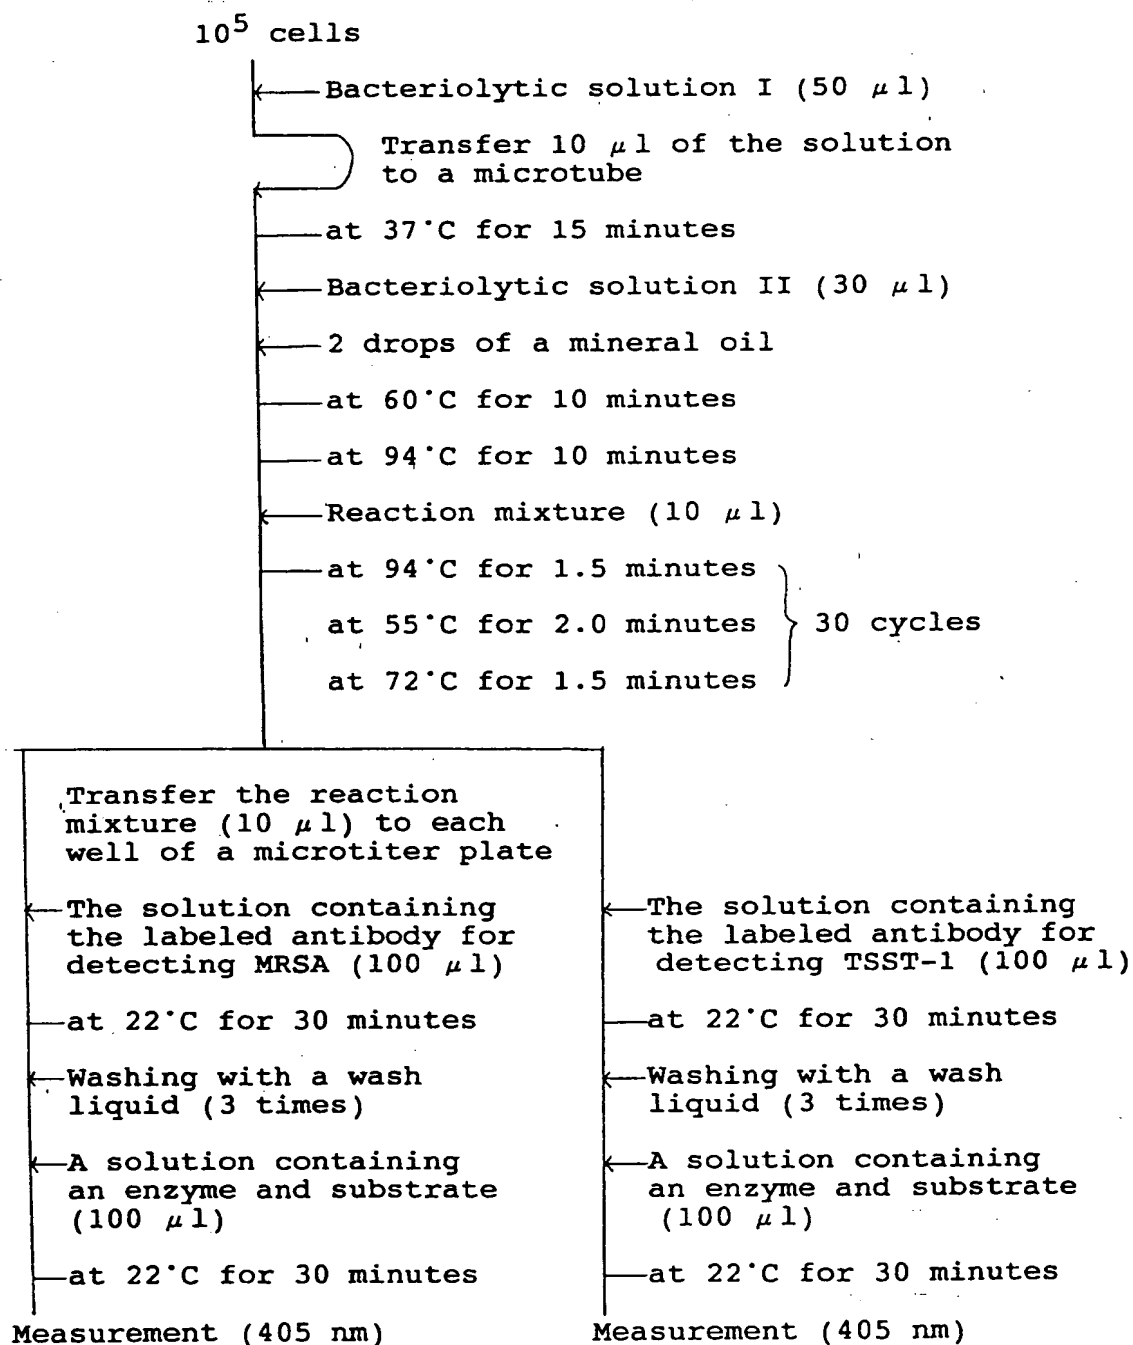 10⁵ cells
Bacteriolytic solution I (50 μl)
Transfer 10 μl of the solution
to a microtube
at 37°C for 15 minutes
Bacteriolytic solution II (30 μl)
2 drops of a mineral oil
at 60°C for 10 minutes
at 94°C for 10 minutes
Reaction mixture (10 μl)
at 94°C for 1.5 minutes
at 55°C for 2.0 minutes
30 cycles
at 72°C for 1.5 minutes
Transfer the reaction
mixture (10 μl) to each
well of a microtiter plate
The solution containing
the labeled antibody for
detecting MRSA (100 μl)
at 22°C for 30 minutes
Washing with a wash
liquid (3 times)
A solution containing
an enzyme and substrate
(100 μl)
at 22°C for 30 minutes
Measurement (405 nm)
The solution containing
the labeled antibody for
detecting TSST-1 (100 μl)
at 22°C for 30 minutes
Washing with a wash
liquid (3 times)
A solution containing
an enzyme and substrate
(100 μl)
at 22°C for 30 minutes
Measurement (405 nm)